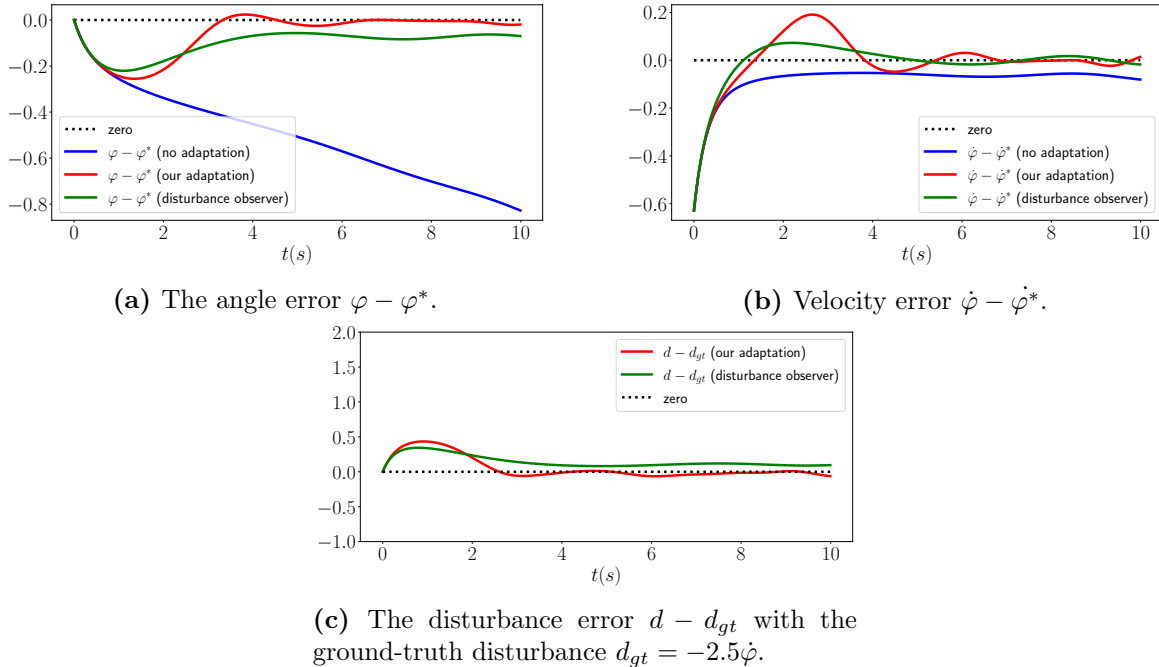 0.0
−0.2
−0.4
−0.6
−0.8
zero
φ − φ* (no adaptation)
φ − φ* (our adaptation)
φ − φ* (disturbance observer)
0 2 4 6 8 10
t(s)
(a) The angle error φ − φ*.
0.2
0.0
−0.2
−0.4
−0.6
zero
φ̇ − φ̇* (no adaptation)
φ̇ − φ̇* (our adaptation)
φ̇ − φ̇* (disturbance observer)
0 2 4 6 8 10
t(s)
(b) Velocity error φ̇ − φ̇*.
2.0
1.5
1.0
0.5
0.0
−0.5
−1.0
d − d_gt (our adaptation)
d − d_gt (disturbance observer)
zero
0 2 4 6 8 10
t(s)
(c) The disturbance error d − d_gt with the
ground-truth disturbance d_gt = −2.5φ̇.